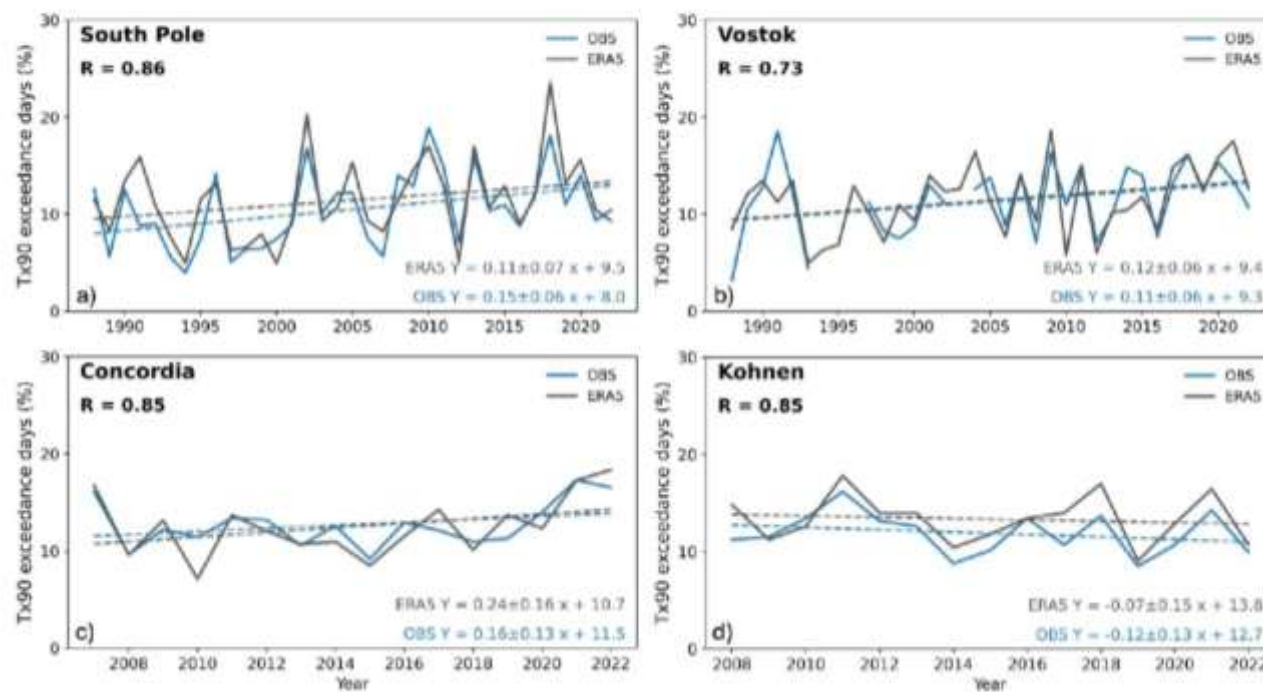 South Pole
R = 0.86
OBS
ERA5
Tx90 exceedance days (%)
30
20
10
0
ERA5 Y = 0.11±0.07 x + 9.5
OBS Y = 0.15±0.06 x + 8.0
a)
1990 1995 2000 2005 2010 2015 2020
Vostok
R = 0.73
OBS
ERA5
Tx90 exceedance days (%)
30
20
10
0
ERA5 Y = 0.12±0.06 x + 9.4
OBS Y = 0.11±0.06 x + 9.3
b)
1990 1995 2000 2005 2010 2015 2020
Concordia
R = 0.85
OBS
ERA5
Tx90 exceedance days (%)
30
20
10
0
ERA5 Y = 0.24±0.16 x + 10.7
OBS Y = 0.16±0.13 x + 11.5
c)
2008 2010 2012 2014 2016 2018 2020 2022
Year
Kohnen
R = 0.85
OBS
ERA5
Tx90 exceedance days (%)
30
20
10
0
ERA5 Y = -0.07±0.15 x + 13.8
OBS Y = -0.12±0.13 x + 12.7
d)
2008 2010 2012 2014 2016 2018 2020 2022
Year